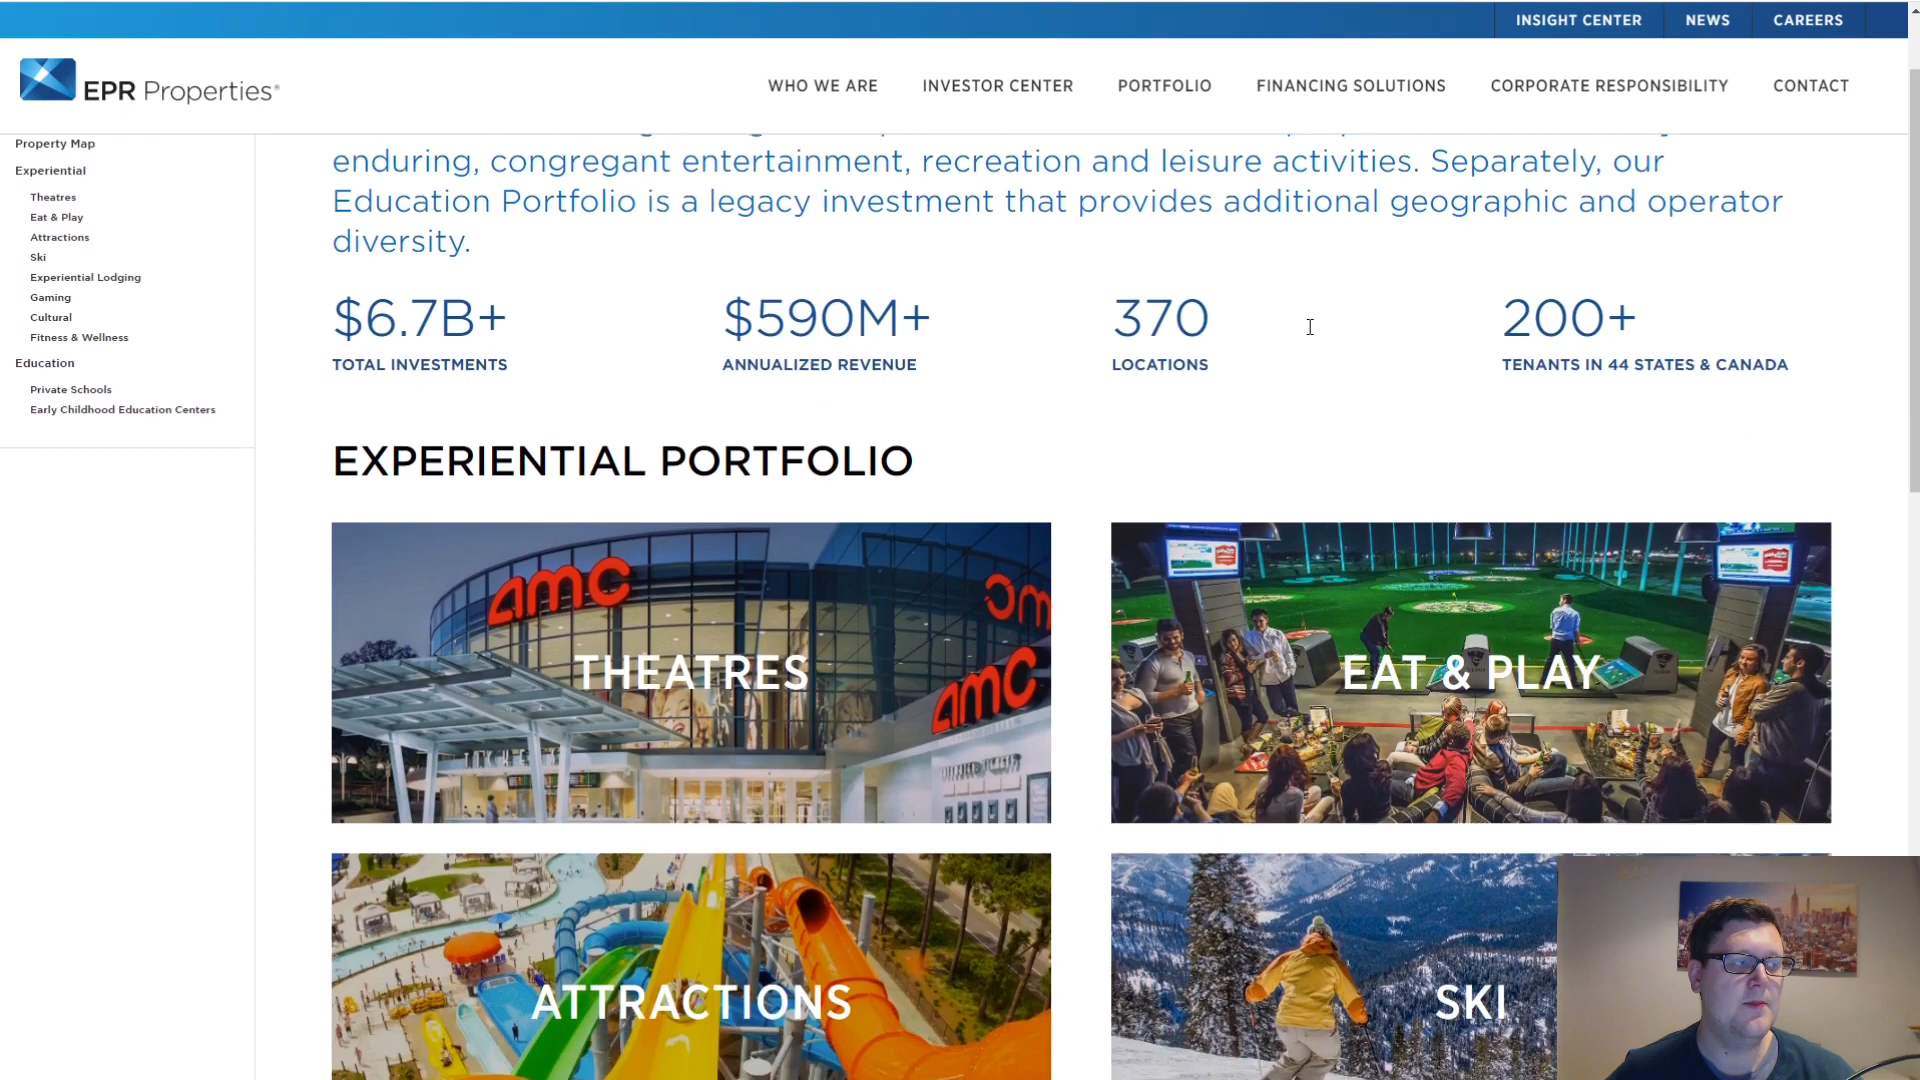 INSIGHT CENTER NEWS CAREERS
EPR Properties®
WHO WE ARE INVESTOR CENTER PORTFOLIO FINANCING SOLUTIONS CORPORATE RESPONSIBILITY CONTACT
Property Map
Experiential
Theatres
Eat & Play
Attractions
Ski
Experiential Lodging
Gaming
Cultural
Fitness & Wellness
Education
Private Schools
Early Childhood Education Centers
enduring, congregant entertainment, recreation and leisure activities. Separately, our
Education Portfolio is a legacy investment that provides additional geographic and operator
diversity.
$6.7B+
TOTAL INVESTMENTS
$590M+
ANNUALIZED REVENUE
370
LOCATIONS
200+
TENANTS IN 44 STATES & CANADA
EXPERIENTIAL PORTFOLIO
amc
amc
THEATRES
EAT & PLAY
ATTRACTIONS
SKI